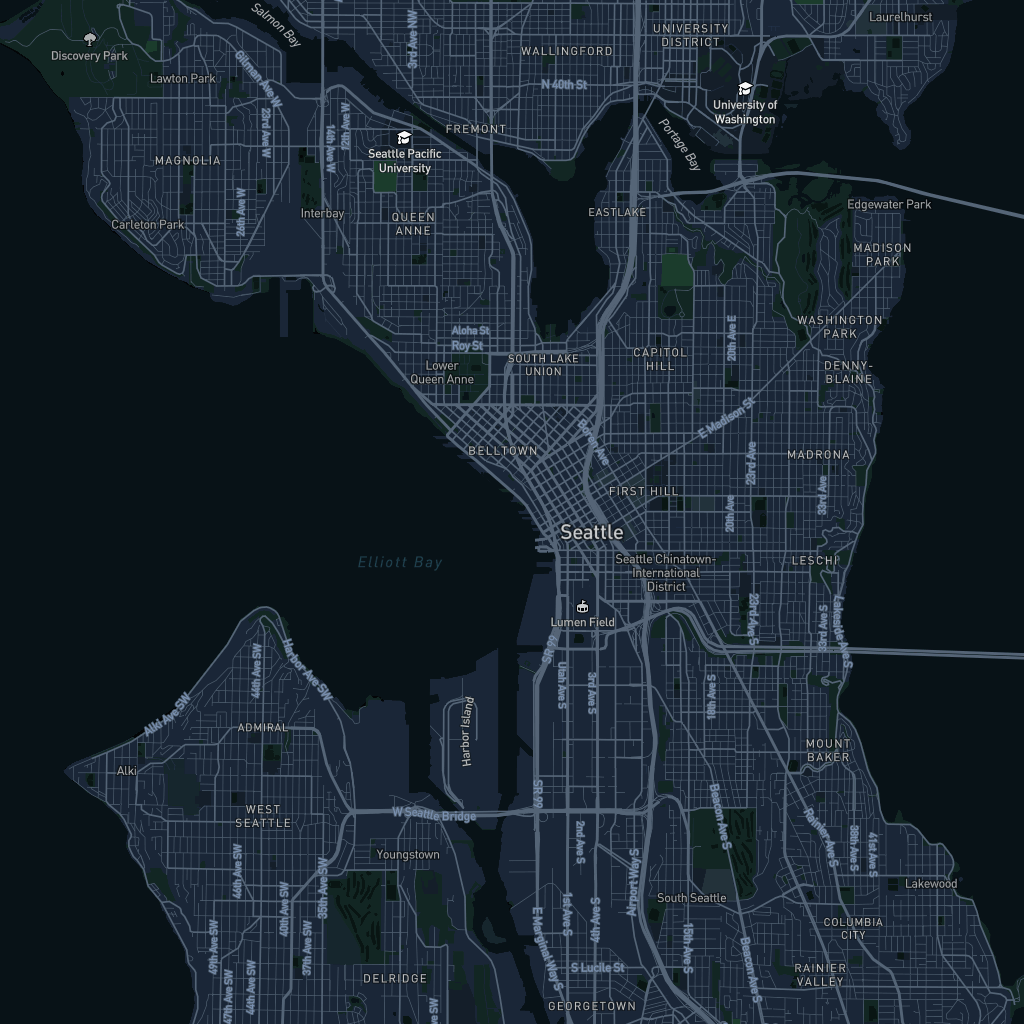 Salmon Bay
3rd Ave NW
Laurelhurst
UNIVERSITY
DISTRICT
WALLINGFORD
Discovery Park
Lawton Park
Gilman Ave W
N 40th St
University of
Washington
23rd Ave W
14th Ave W
12th Ave W
FREMONT
Seattle Pacific
University
Portage Bay
MAGNOLIA
26th Ave W
Interbay
Carleton Park
QUEEN
ANNE
EASTLAKE
Edgewater Park
MADISON
PARK
WASHINGTON
PARK
Aloha St
Roy St
20th Ave E
SOUTH LAKE
UNION
CAPITOL
HILL
Lower
Queen Anne
DENNY-
BLAINE
E Madison St
BELLTOWN
Boren Ave
MADRONA
23rd Ave
33rd Ave
FIRST HILL
20th Ave
Seattle
Elliott Bay
Seattle Chinatown-
International
District
LESCHI
Lumen Field
23rd Ave S
33rd Ave S
Lakeside Ave S
SR 99
Harbor Ave SW
44th Ave SW
Alki Ave SW
Utah Ave S
3rd Ave S
18th Ave S
Harbor Island
ADMIRAL
MOUNT
BAKER
Alki
SR 99
WEST
SEATTLE
W Seattle Bridge
2nd Ave S
Beacon Ave S
Rainier Ave S
38th Ave S
41st Ave S
Youngstown
46th Ave SW
40th Ave SW
35th Ave SW
Airport Way S
South Seattle
Lakewood
1st Ave S
4th Ave S
15th Ave S
COLUMBIA
CITY
49th Ave SW
37th Ave SW
E Marginal Way S
Beacon Ave S
S Lucile St
RAINIER
VALLEY
DELRIDGE
47th Ave SW
46th Ave SW
GEORGETOWN